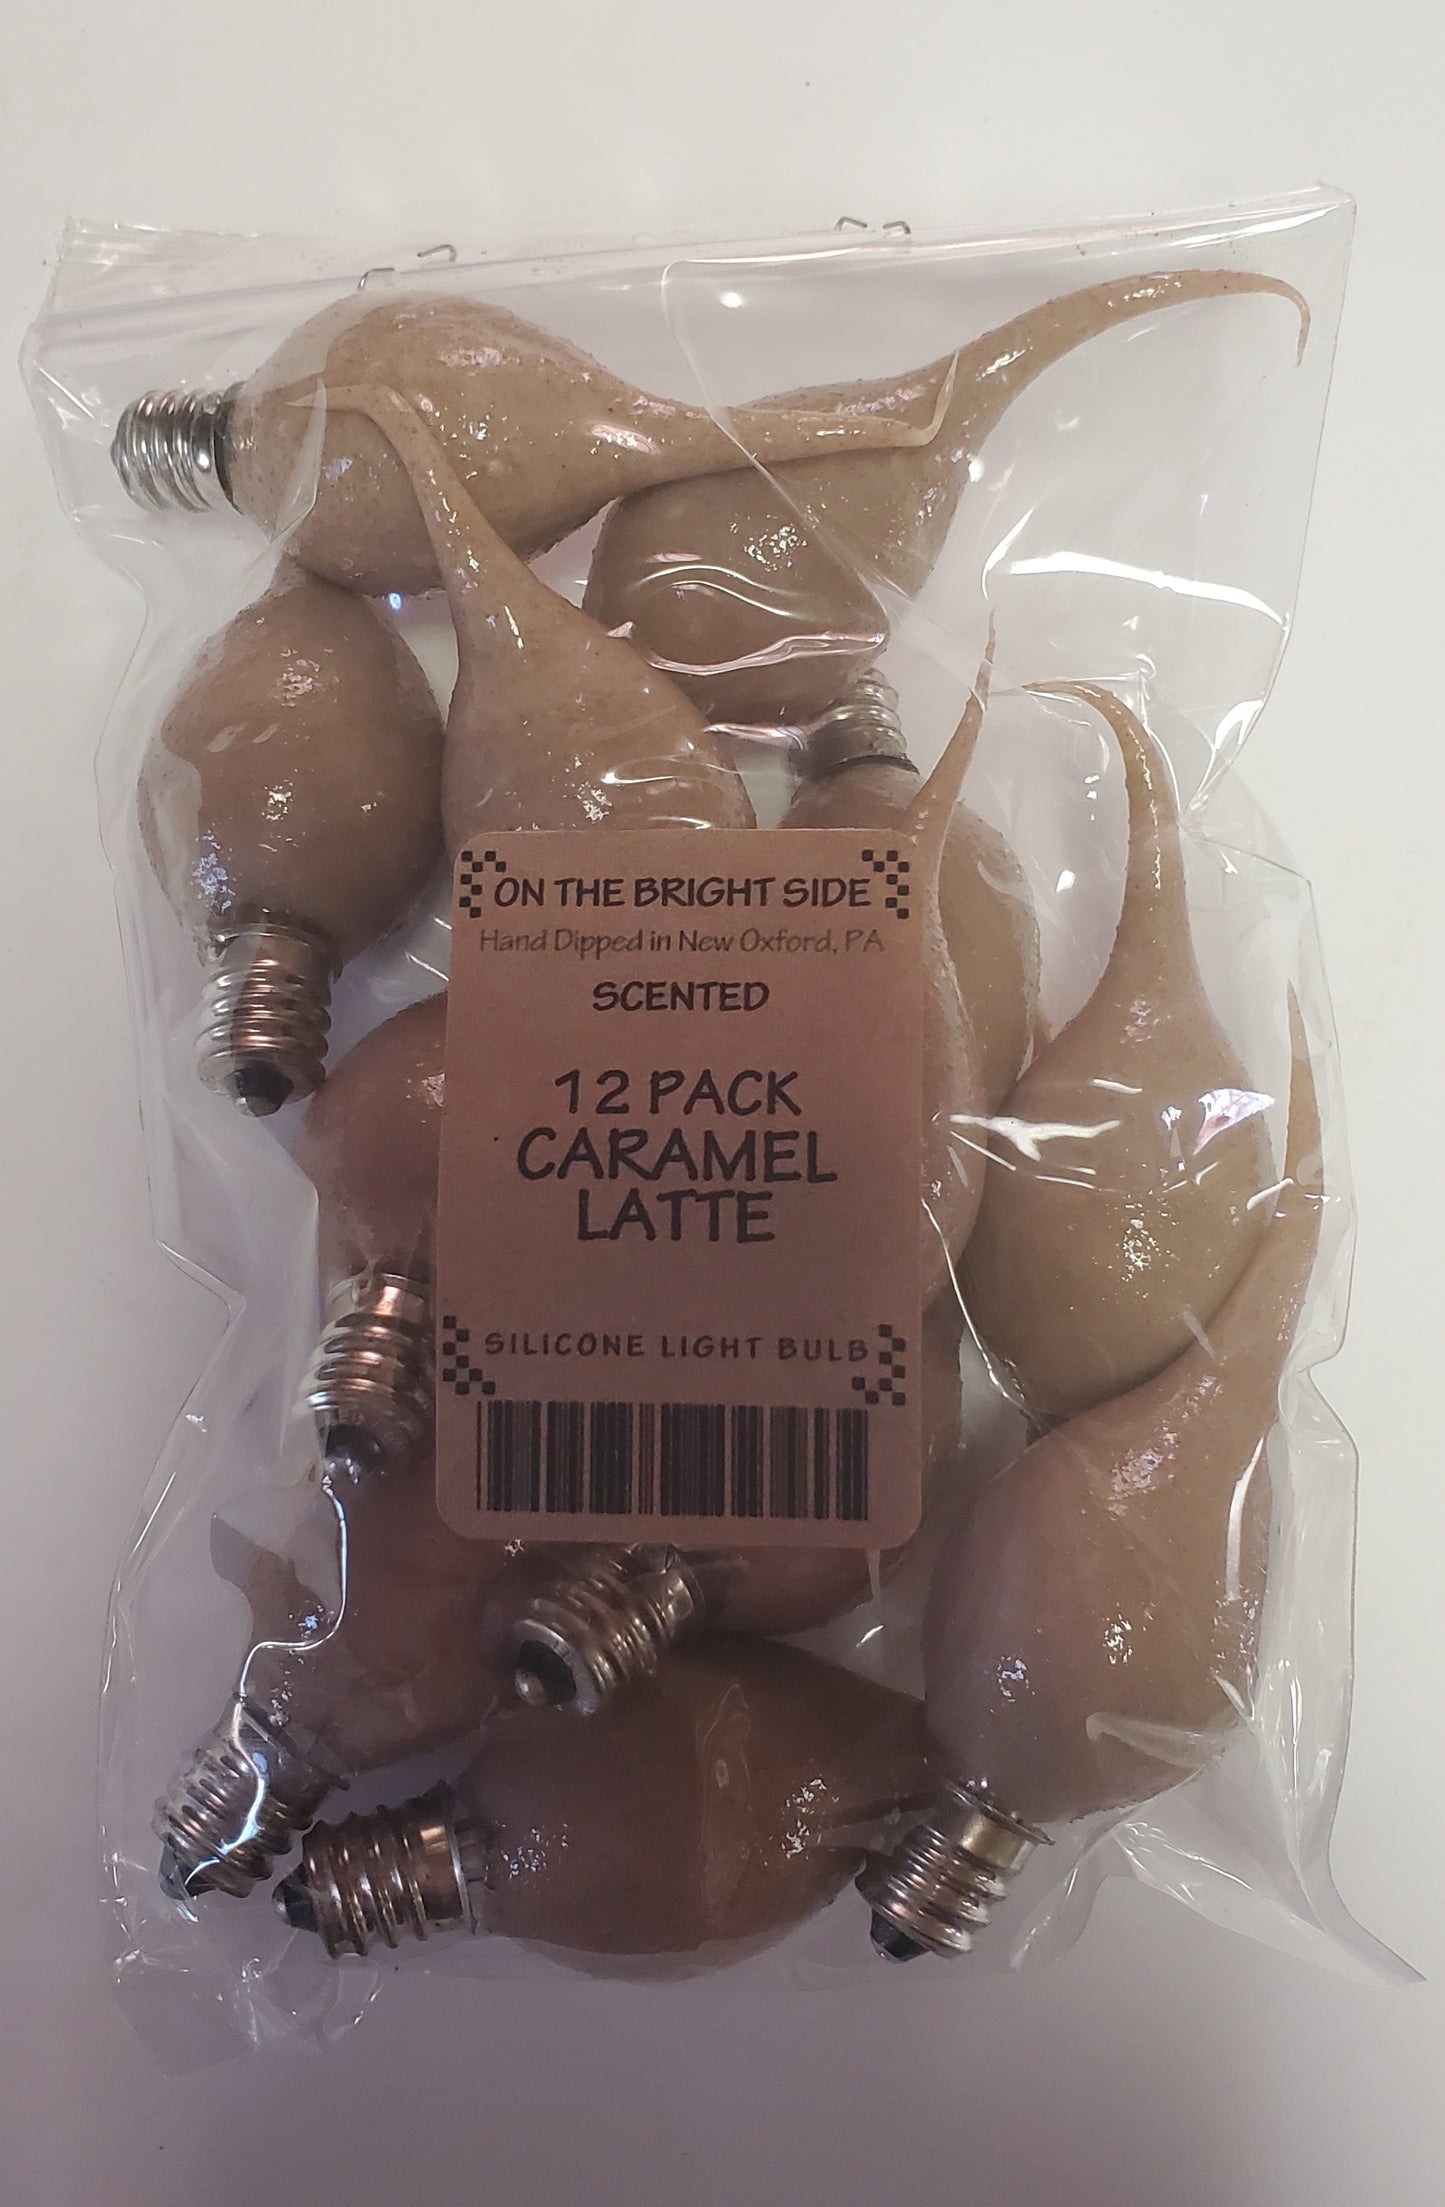 ON THE BRIGHT SIDE
Hand Dipped in New Oxford, PA
SCENTED
12 PACK
CARAMEL
LATTE
SILICONE LIGHT BULB